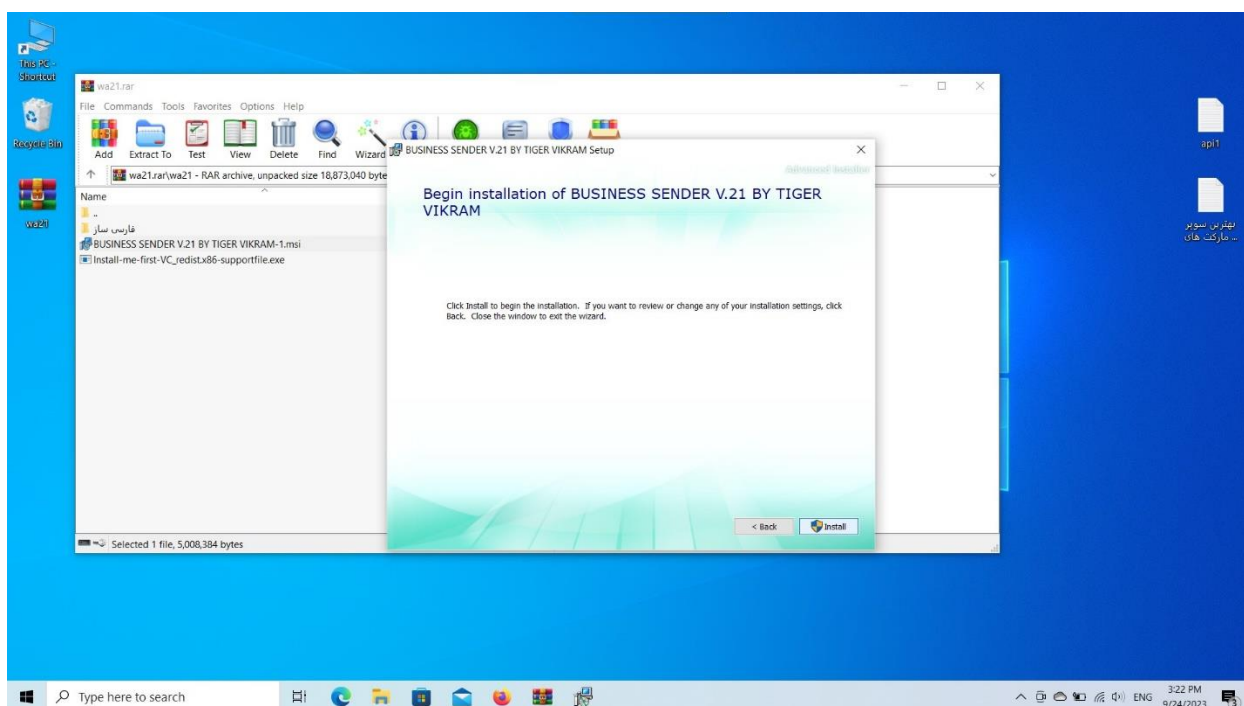 This PC -
Shortcut
Recycle Bin
wa21
wa21.rar
File Commands Tools Favorites Options Help
Add Extract To Test View Delete Find Wizard
wa21.rar\wa21 - RAR archive, unpacked size 18,873,040 byte
Name
..
فارسی ساز
BUSINESS SENDER V.21 BY TIGER VIKRAM-1.msi
Install-me-first-VC_redist.x86-supportfile.exe
Selected 1 file, 5,008,384 bytes
BUSINESS SENDER V.21 BY TIGER VIKRAM Setup
Advanced Installer
Begin installation of BUSINESS SENDER V.21 BY TIGER
VIKRAM
Click Install to begin the installation. If you want to review or change any of your installation settings, click
Back. Close the window to exit the wizard.
< Back Install
api1
بهترین سوپر
مارکت های ...
Type here to search
ENG
3:22 PM
9/24/2023
3